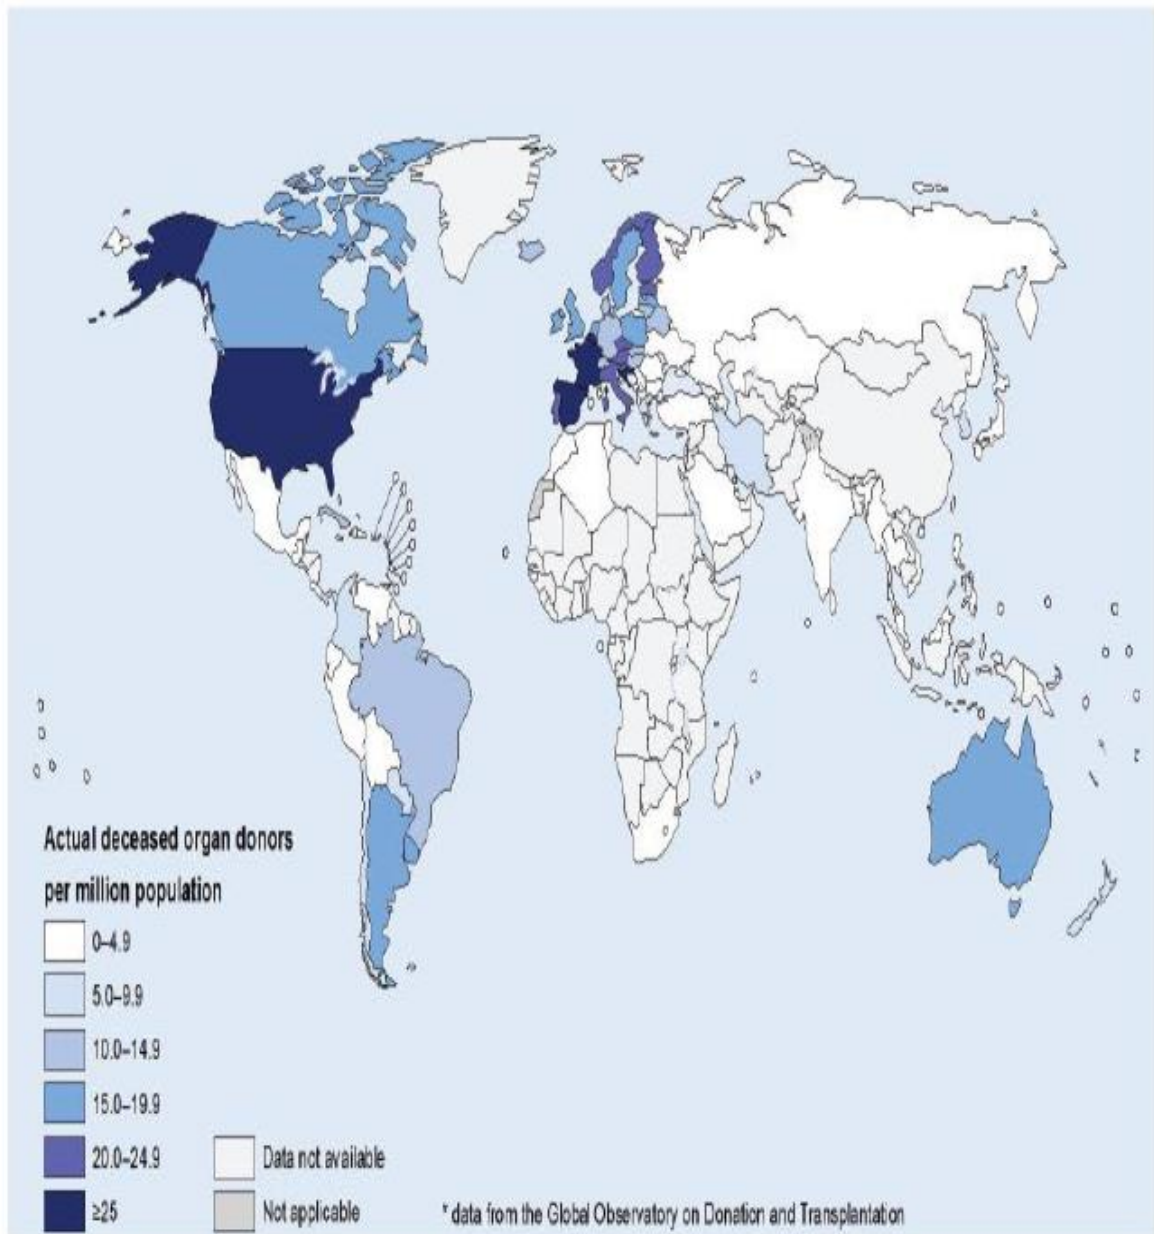 Actual deceased organ donors
per million population
0–4.9
5.0–9.9
10.0–14.9
15.0–19.9
20.0–24.9
≥25
Data not available
Not applicable
* data from the Global Observatory on Donation and Transplantation